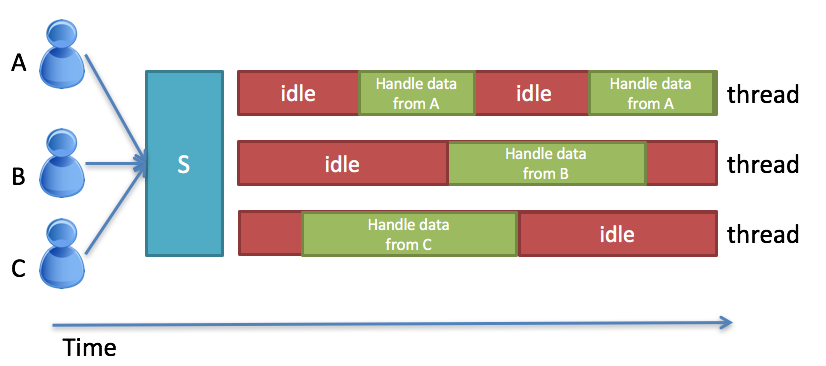 A
B
C
S
idle
Handle data
from A
idle
Handle data
from A
thread
idle
Handle data
from B
thread
Handle data
from C
idle
thread
Time